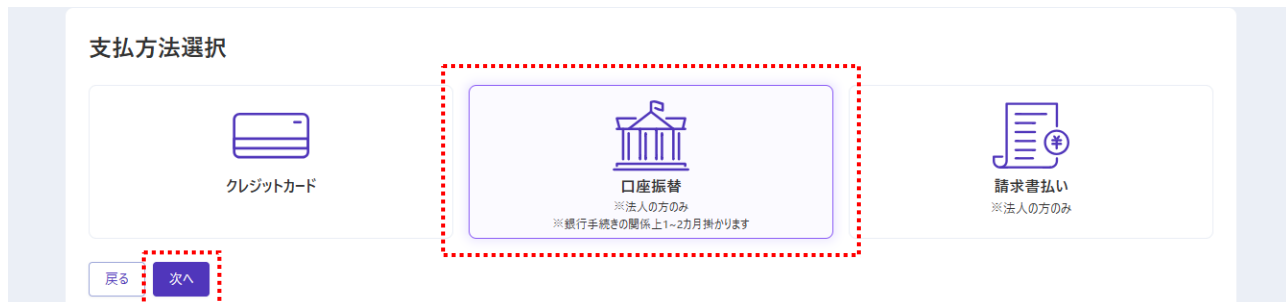 支払方法選択
クレジットカード
口座振替
※法人の方のみ
※銀行手続きの関係上1~2カ月掛かります
請求書払い
※法人の方のみ
戻る
次へ